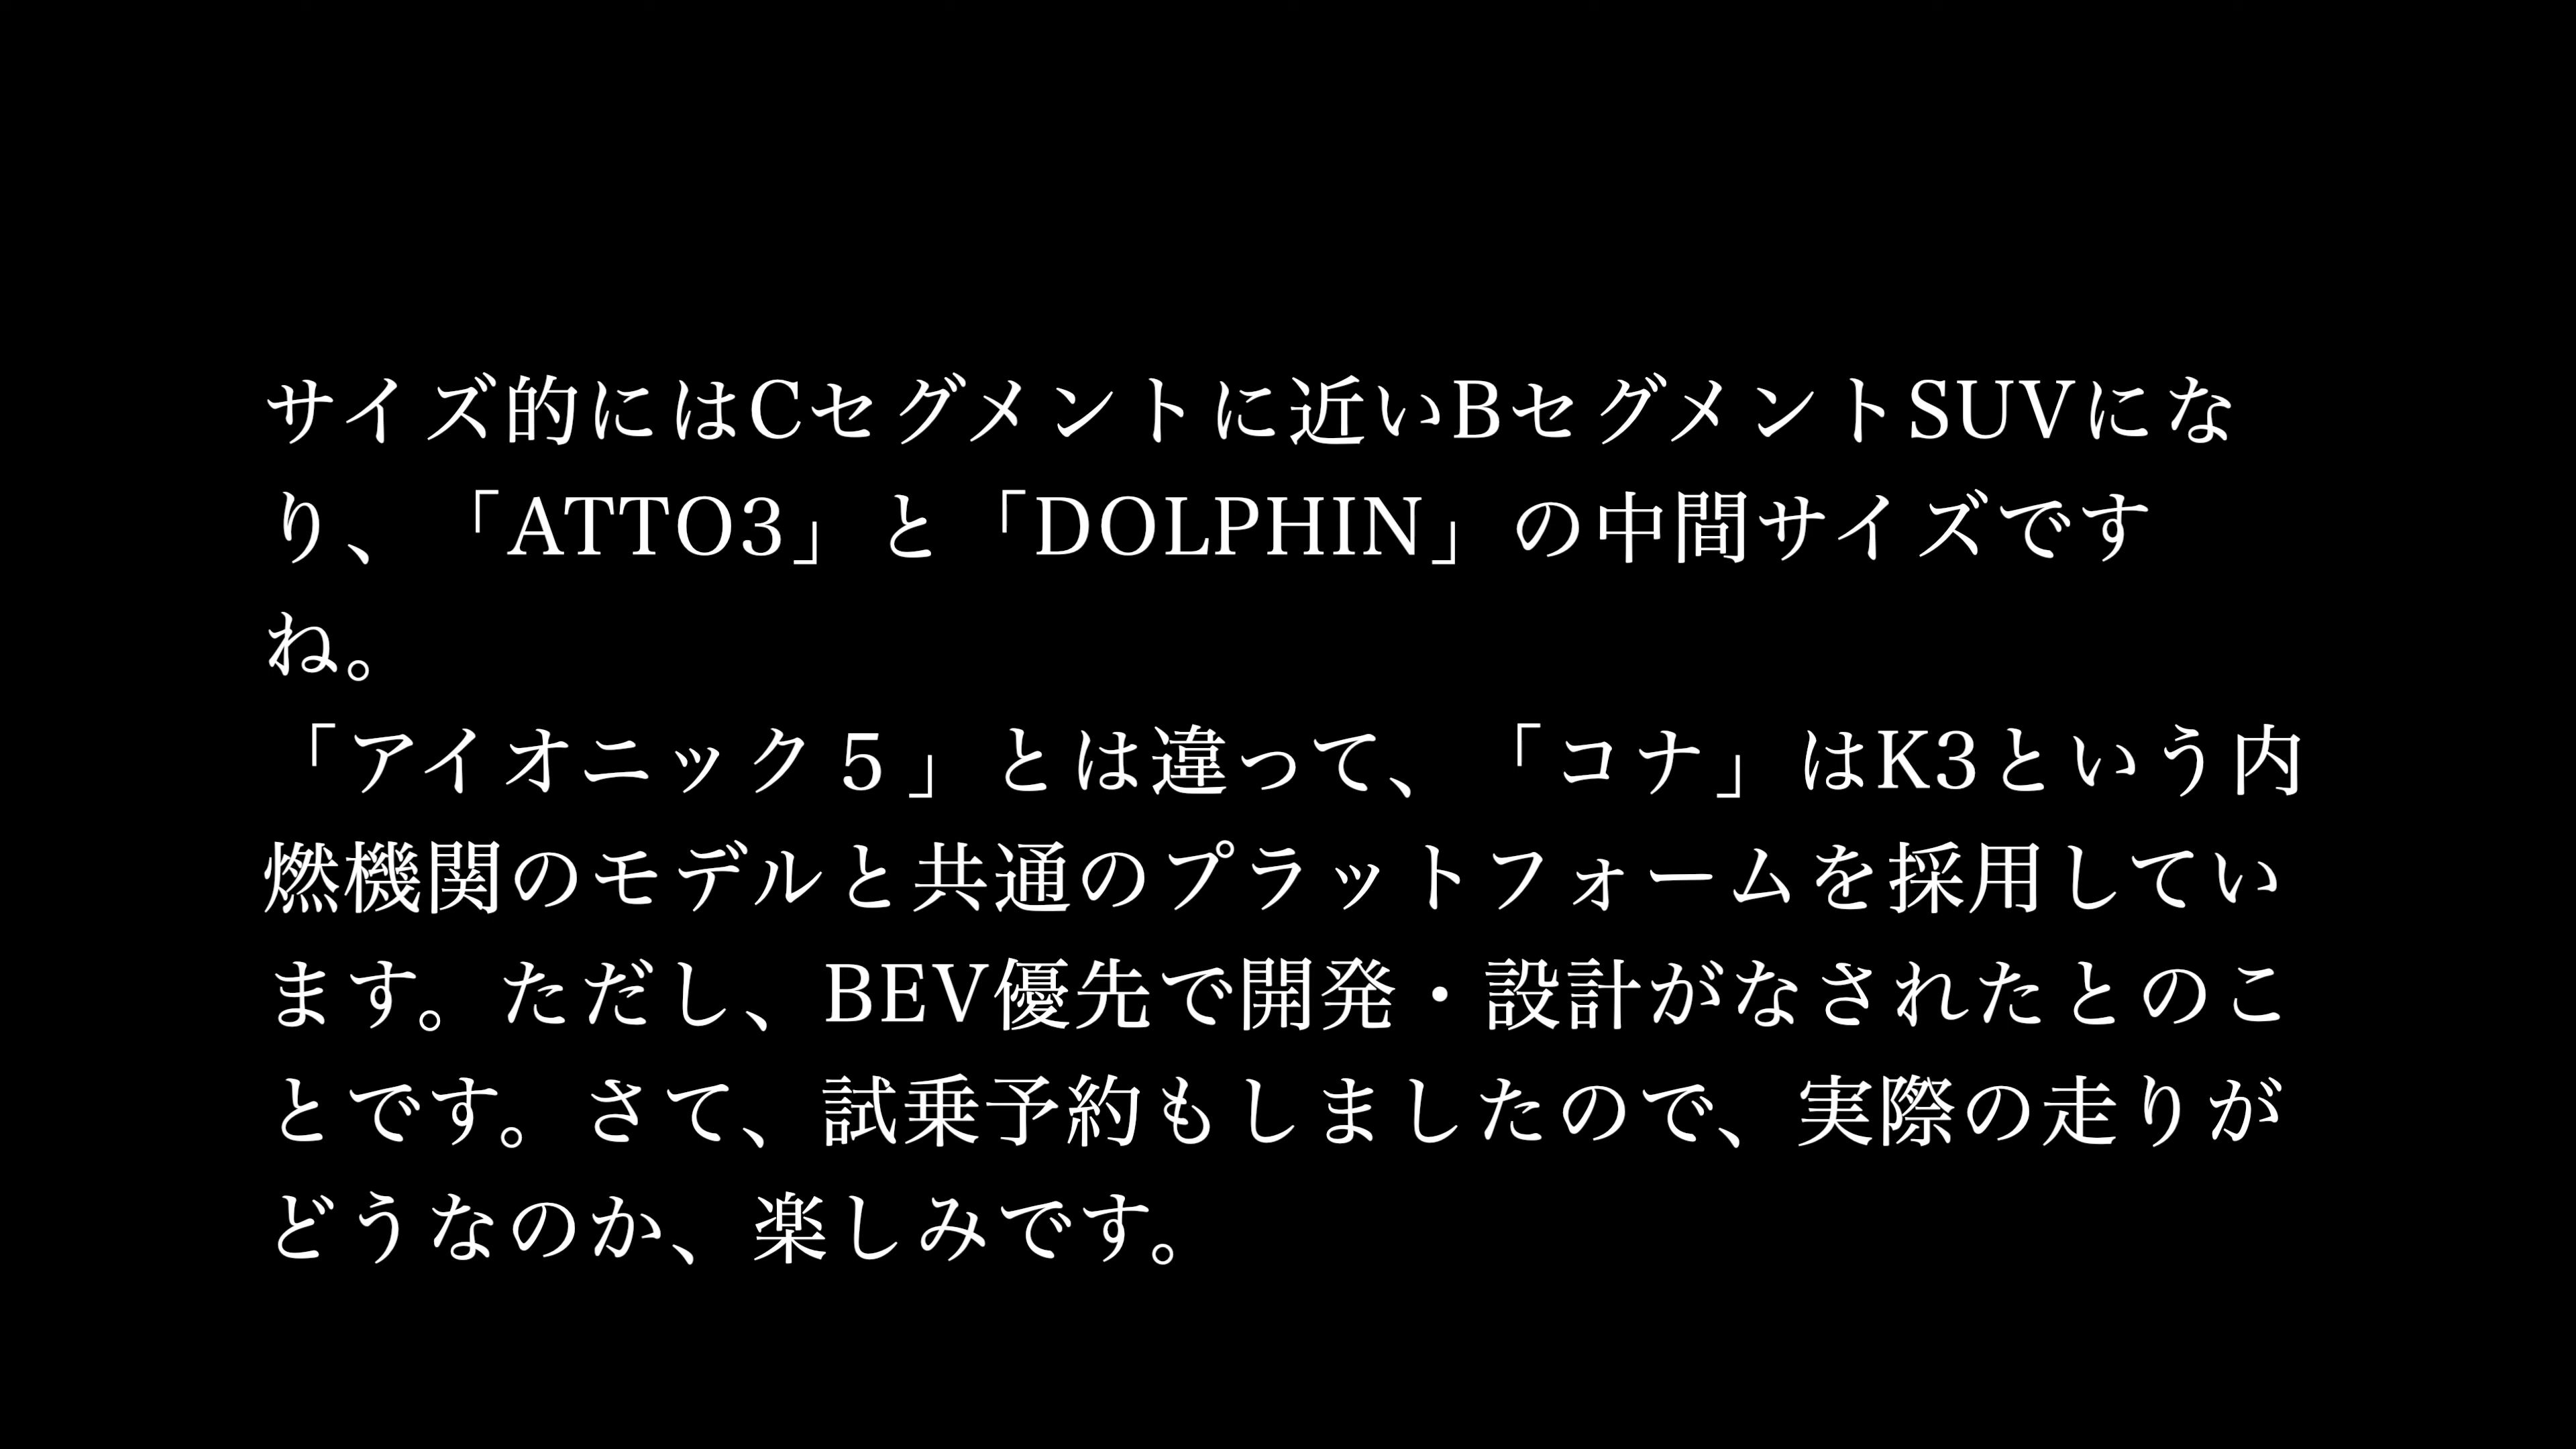 サイズ的にはCセグメントに近いBセグメントSUVにな
り、「ATTO3」と「DOLPHIN」の中間サイズです
ね。
「アイオニック５」とは違って、「コナ」はK3という内
燃機関のモデルと共通のプラットフォームを採用してい
ます。ただし、BEV優先で開発・設計がなされたとのこ
とです。さて、試乗予約もしましたので、実際の走りが
どうなのか、楽しみです。